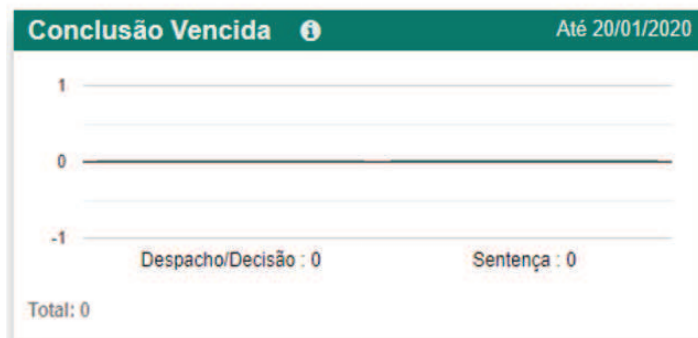 Conclusão Vencida
Até 20/01/2020
1
0
-1
Despacho/Decisão : 0
Sentença : 0
Total: 0